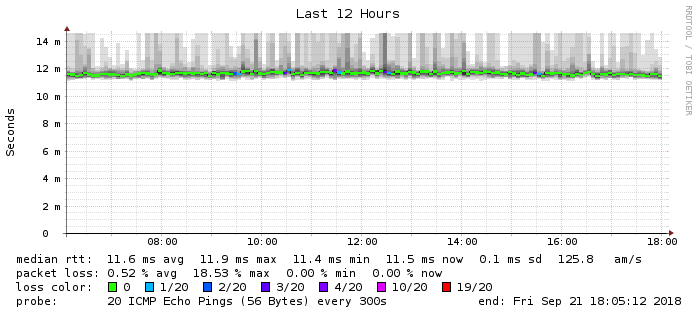 Last 12 Hours
RRDTOOL / TOBI OETIKER
Seconds
14 m
12 m
10 m
8 m
6 m
4 m
2 m
0
08:00 10:00 12:00 14:00 16:00 18:00
median rtt: 11.6 ms avg 11.9 ms max 11.4 ms min 11.5 ms now 0.1 ms sd 125.8 am/s
packet loss: 0.52 % avg 18.53 % max 0.00 % min 0.00 % now
loss color: 0 1/20 2/20 3/20 4/20 10/20 19/20
probe: 20 ICMP Echo Pings (56 Bytes) every 300s end: Fri Sep 21 18:05:12 2018